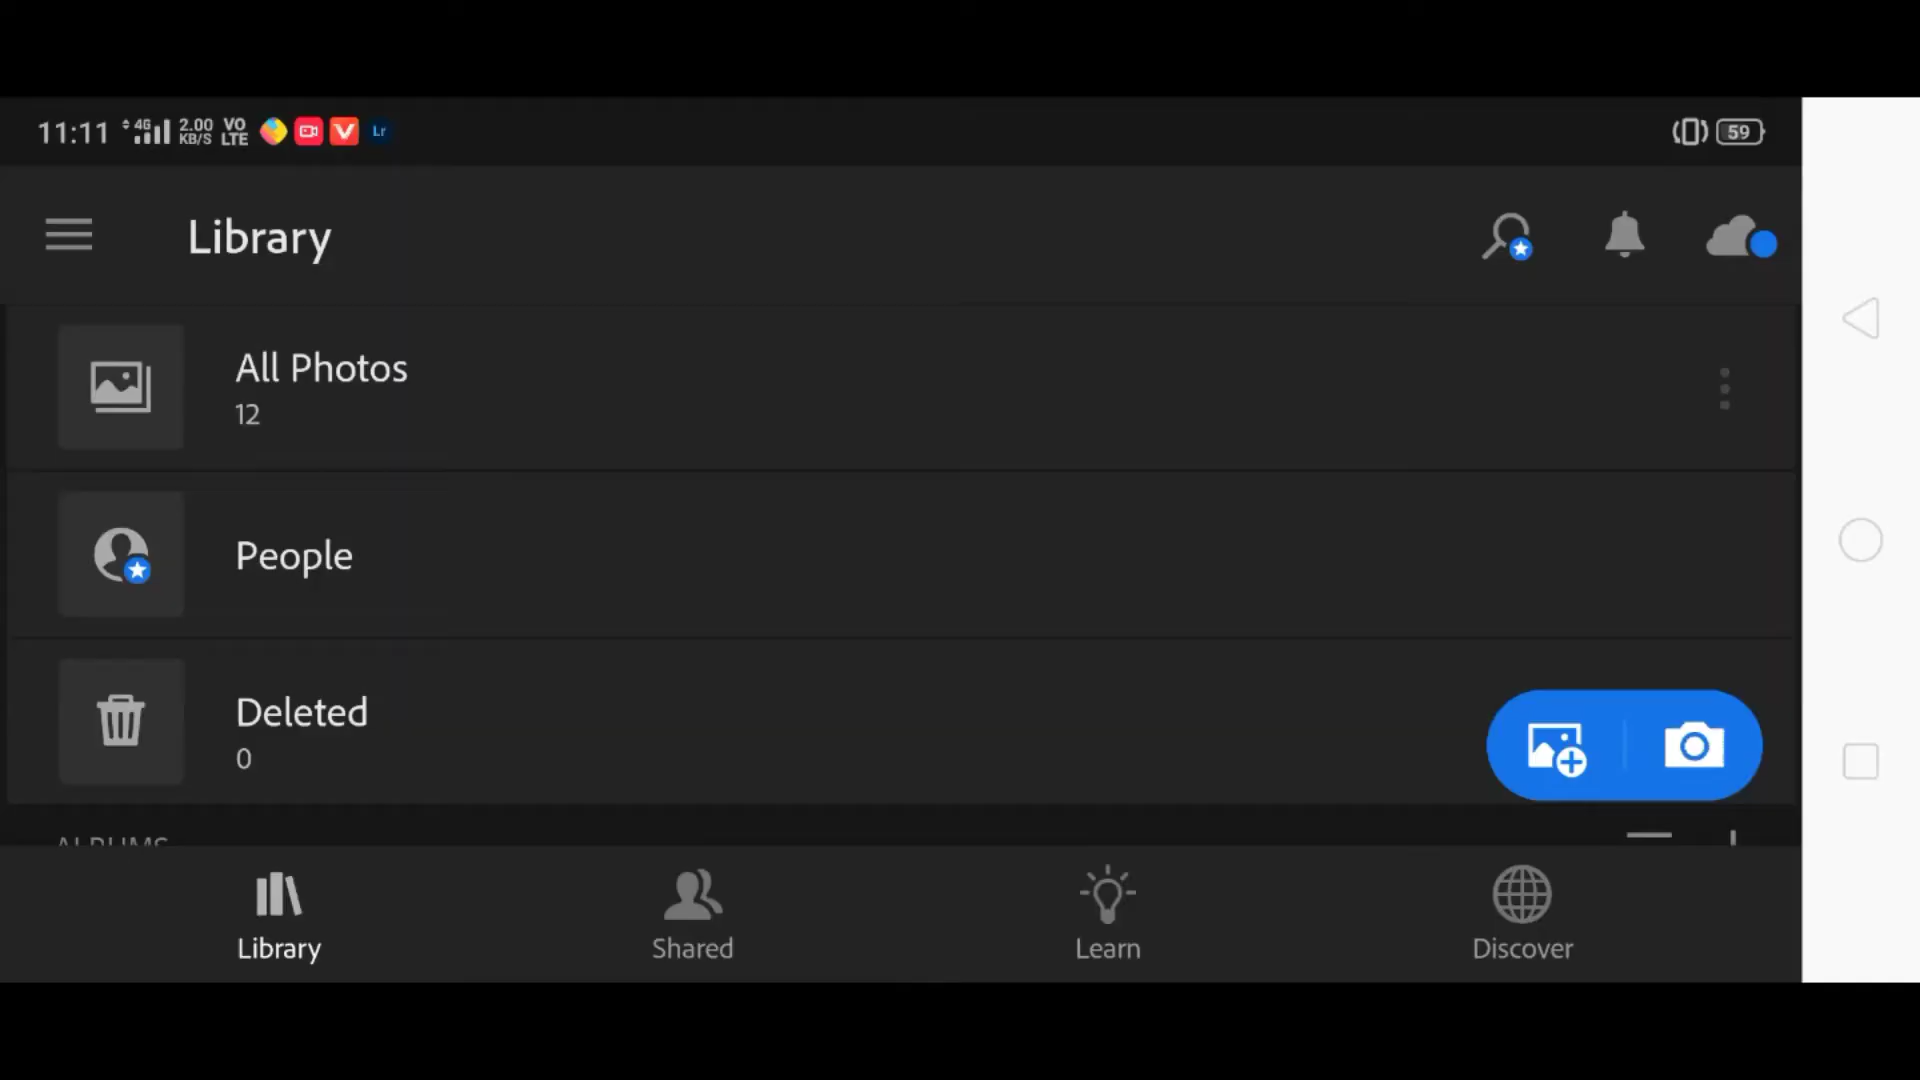 11:11 4G 2.00 KB/S VO LTE Lr 59
Library
All Photos
12
People
Deleted
0
ALBUMS
Library Shared Learn Discover